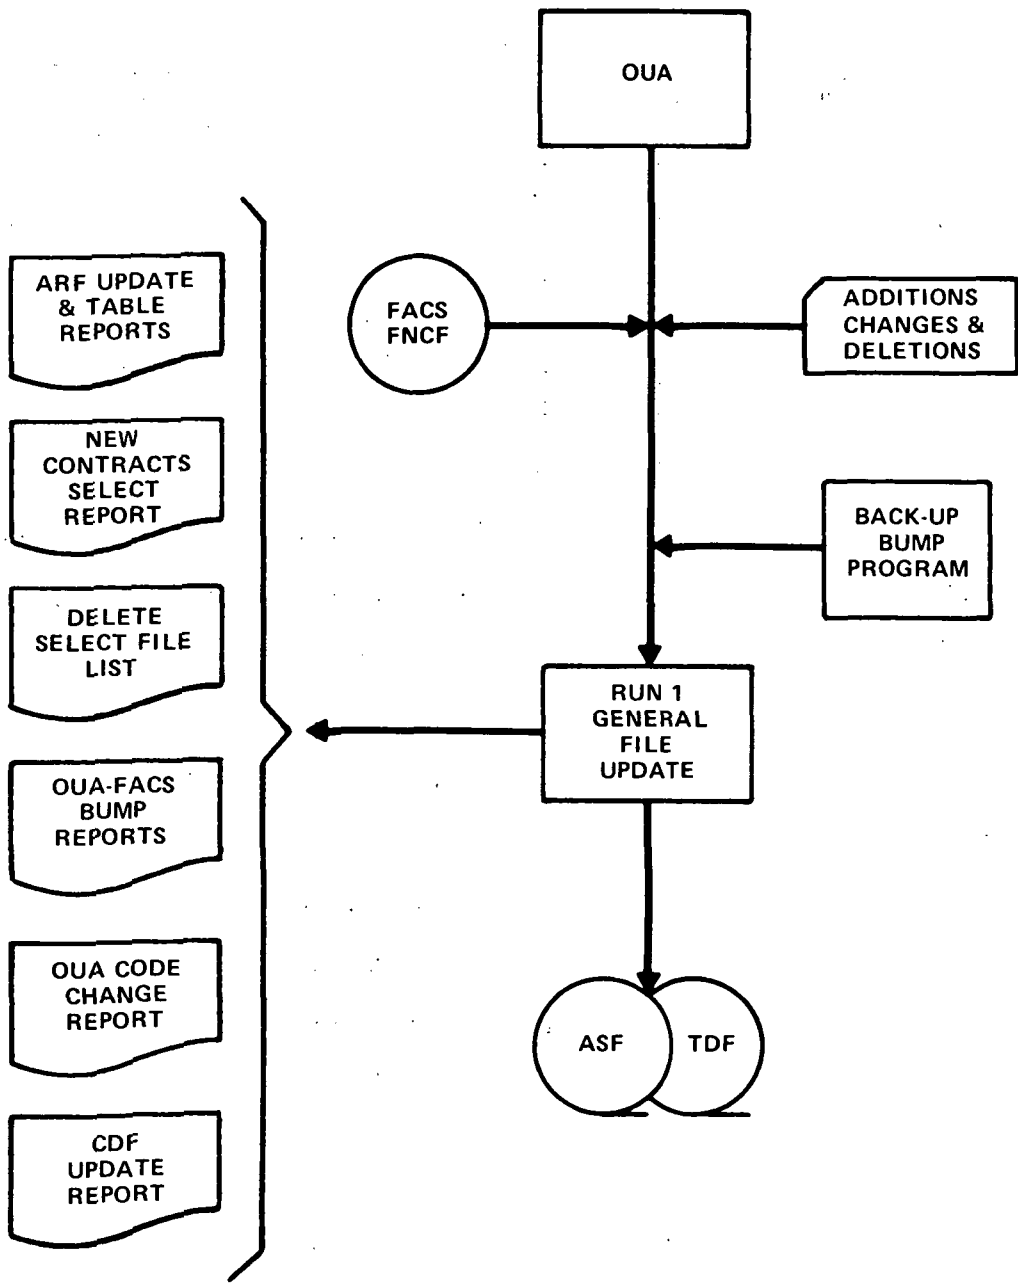 OUA
FACS
FNCF
ADDITIONS
CHANGES &
DELETIONS
BACK-UP
BUMP
PROGRAM
RUN 1
GENERAL
FILE
UPDATE
ASF
TDF
ARF UPDATE
& TABLE
REPORTS
NEW
CONTRACTS
SELECT
REPORT
DELETE
SELECT FILE
LIST
OUA-FACS
BUMP
REPORTS
OUA CODE
CHANGE
REPORT
CDF
UPDATE
REPORT